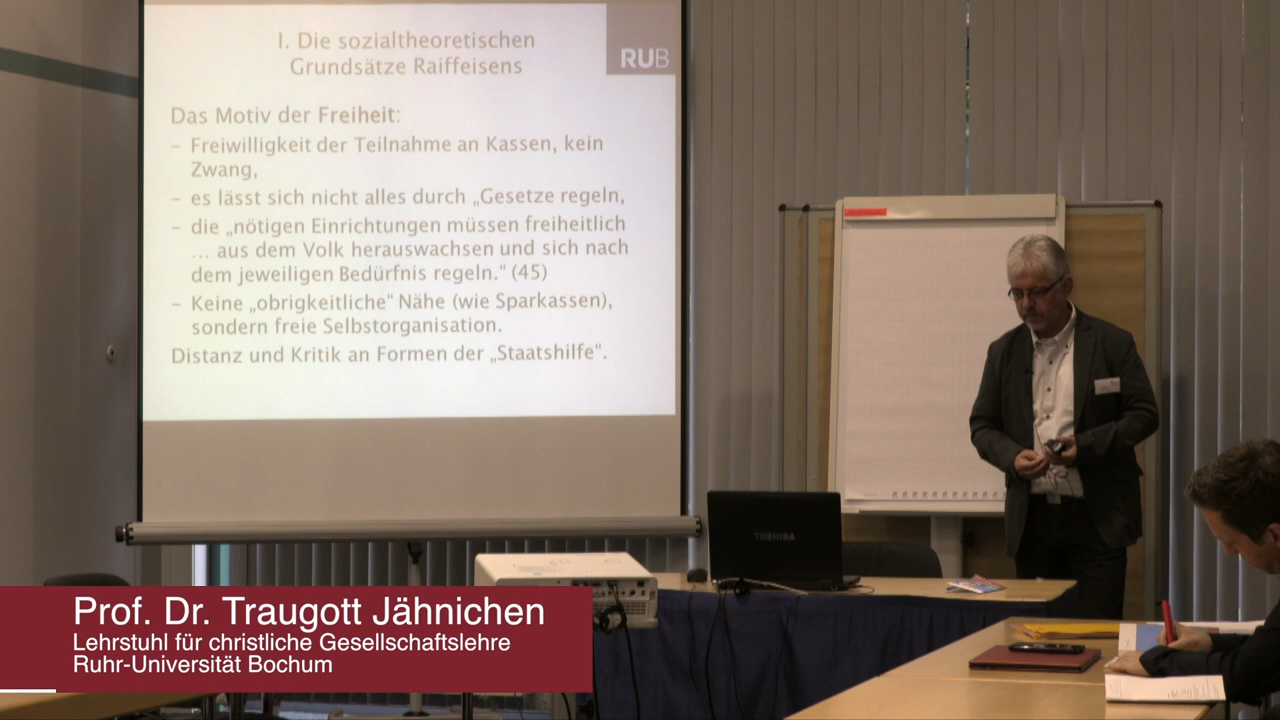 I. Die sozialtheoretischen
Grundsätze Raiffeisens
RUB
Das Motiv der Freiheit:
– Freiwilligkeit der Teilnahme an Kassen, kein
Zwang,
– es lässt sich nicht alles durch „Gesetze regeln,
– die „nötigen Einrichtungen müssen freiheitlich
… aus dem Volk herauswachsen und sich nach
dem jeweiligen Bedürfnis regeln.“ (45)
– Keine „obrigkeitliche“ Nähe (wie Sparkassen),
sondern freie Selbstorganisation.
Distanz und Kritik an Formen der „Staatshilfe“.
TOSHIBA
Prof. Dr. Traugott Jähnichen
Lehrstuhl für christliche Gesellschaftslehre
Ruhr-Universität Bochum